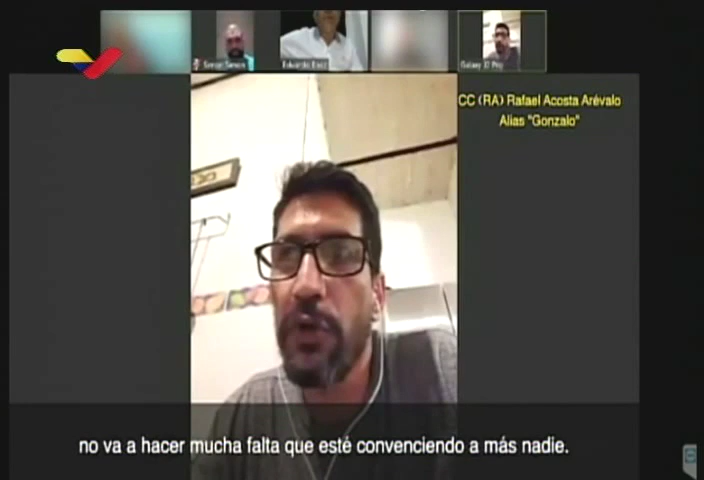 Eduardo Báez
CC (RA) Rafael Acosta Arévalo
Alias "Gonzalo"
no va a hacer mucha falta que esté convenciendo a más nadie.